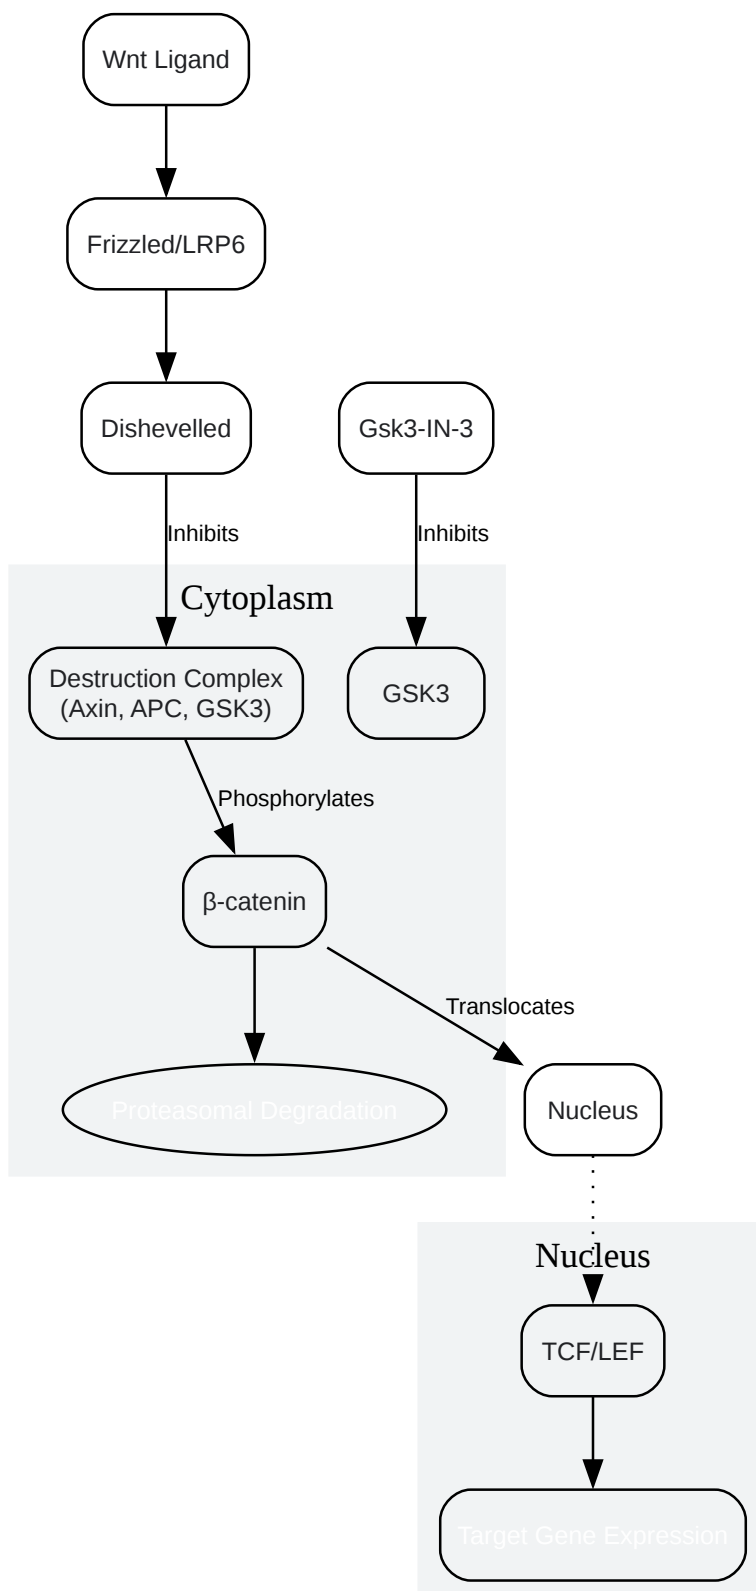 Wnt Ligand
Frizzled/LRP6
Dishevelled
Gsk3-IN-3
Inhibits
Inhibits
Cytoplasm
Destruction Complex
(Axin, APC, GSK3)
GSK3
Phosphorylates
β-catenin
Translocates
Proteasomal Degradation
Nucleus
Nucleus
TCF/LEF
Target Gene Expression